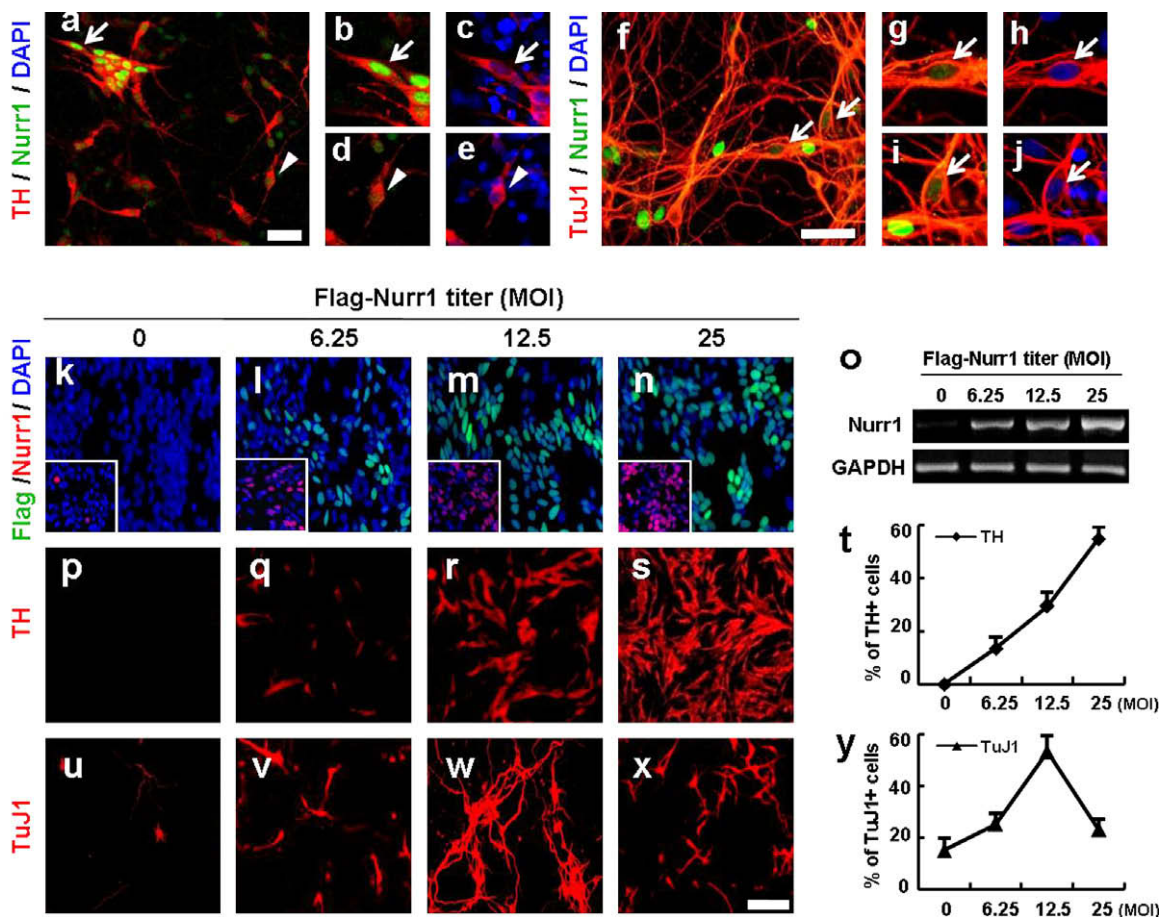 TH / Nurr1 / DAPI
a
b
c
d
e
TuJ1 / Nurr1 / DAPI
f
g
h
i
j
Flag-Nurr1 titer (MOI)
0 6.25 12.5 25
Flag /Nurr1/ DAPI
k
l
m
n
o
Flag-Nurr1 titer (MOI)
0 6.25 12.5 25
Nurr1
GAPDH
TH
p
q
r
s
t
TH
% of TH+ cells
60
40
20
0
0 6.25 12.5 25 (MOI)
TuJ1
u
v
w
x
y
TuJ1
% of TuJ1+ cells
60
40
20
0
0 6.25 12.5 25 (MOI)